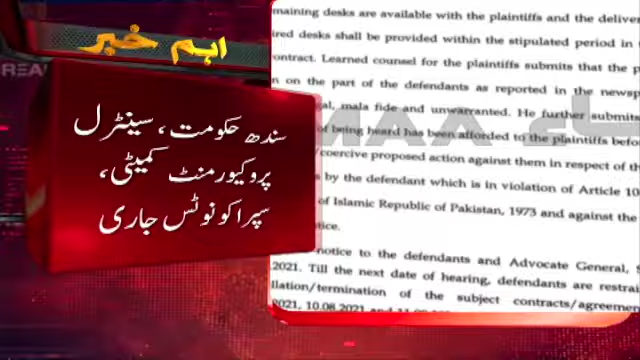 اہم خبر
سندھ حکومت، سینٹرل
پروکیورمنٹ کمیٹی،
سپرا کو نوٹس جاری
maining desks are available with the plaintiffs and the deliver
ired desks shall be provided within the stipulated period in
ontract. Learned counsel for the plaintiffs submits that the p
n on the part of the defendants as reported in the newsp
gal, mala fide and unwarranted. He further submits
of being heard has been afforded to the plaintiffs befor
/coercive proposed action against them in respect of th
s by the defendant which is in violation of Article 10
of Islamic Republic of Pakistan, 1973 and against the
tice.
notice to the defendants and Advocate General, S
2021. Till the next date of hearing, defendants are restrai
llation/termination of the subject contracts/agreemen
2021, 10.08.2021 and